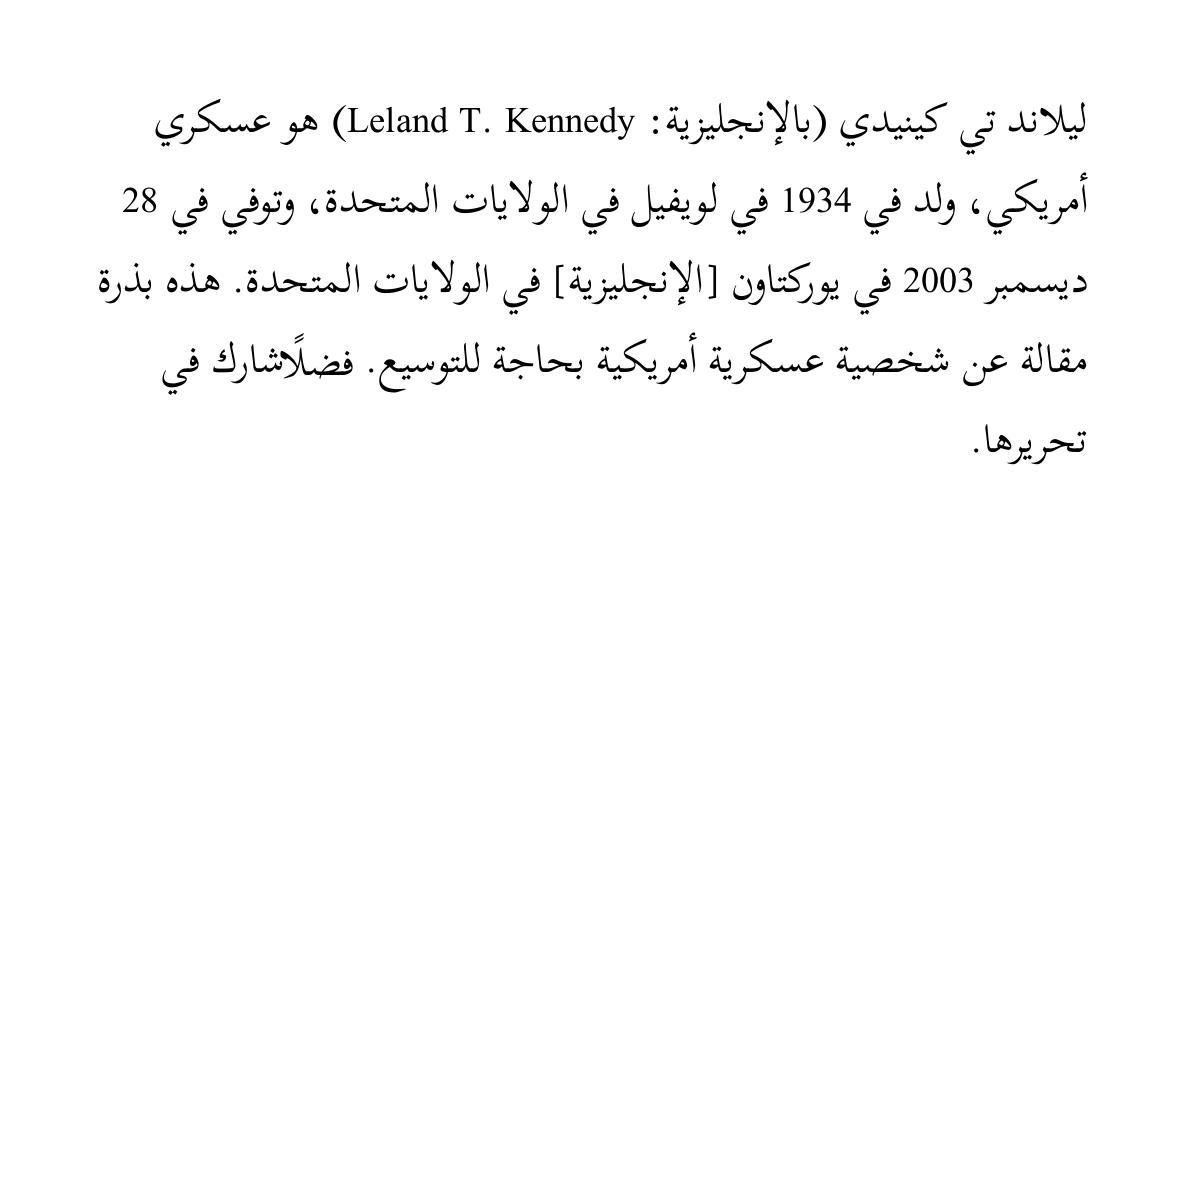 ليلاند تي كينيدي (بالإنجليزية: Leland T. Kennedy) هو عسكري
أمريكي، ولد في 1934 في لويفيل في الولايات المتحدة، وتوفي في 28
ديسمبر 2003 في يوركتاون [الإنجليزية] في الولايات المتحدة. هذه بذرة
مقالة عن شخصية عسكرية أمريكية بحاجة للتوسيع. فضلًاشارك في
تحريرها.